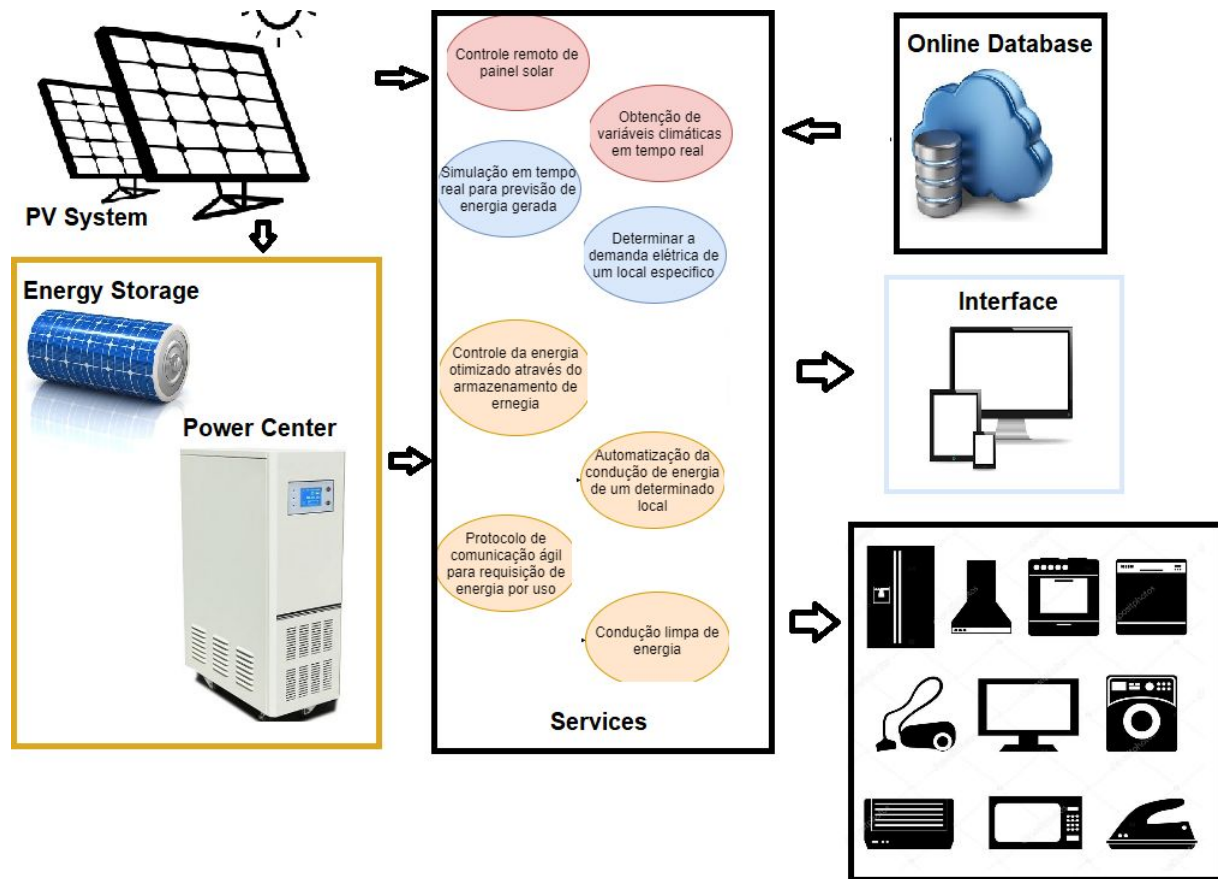 PV System
Energy Storage
Power Center
Controle remoto de
painel solar
Obtenção de
variáveis climáticas
em tempo real
Simulação em tempo
real para previsão de
energia gerada
Determinar a
demanda elétrica de
um local especifico
Controle da energia
otimizado através do
armazenamento de
ernegia
Automatização da
condução de energia
de um determinado
local
Protocolo de
comunicação ágil
para requisição de
energia por uso
Condução limpa de
energia
Services
Online Database
Interface